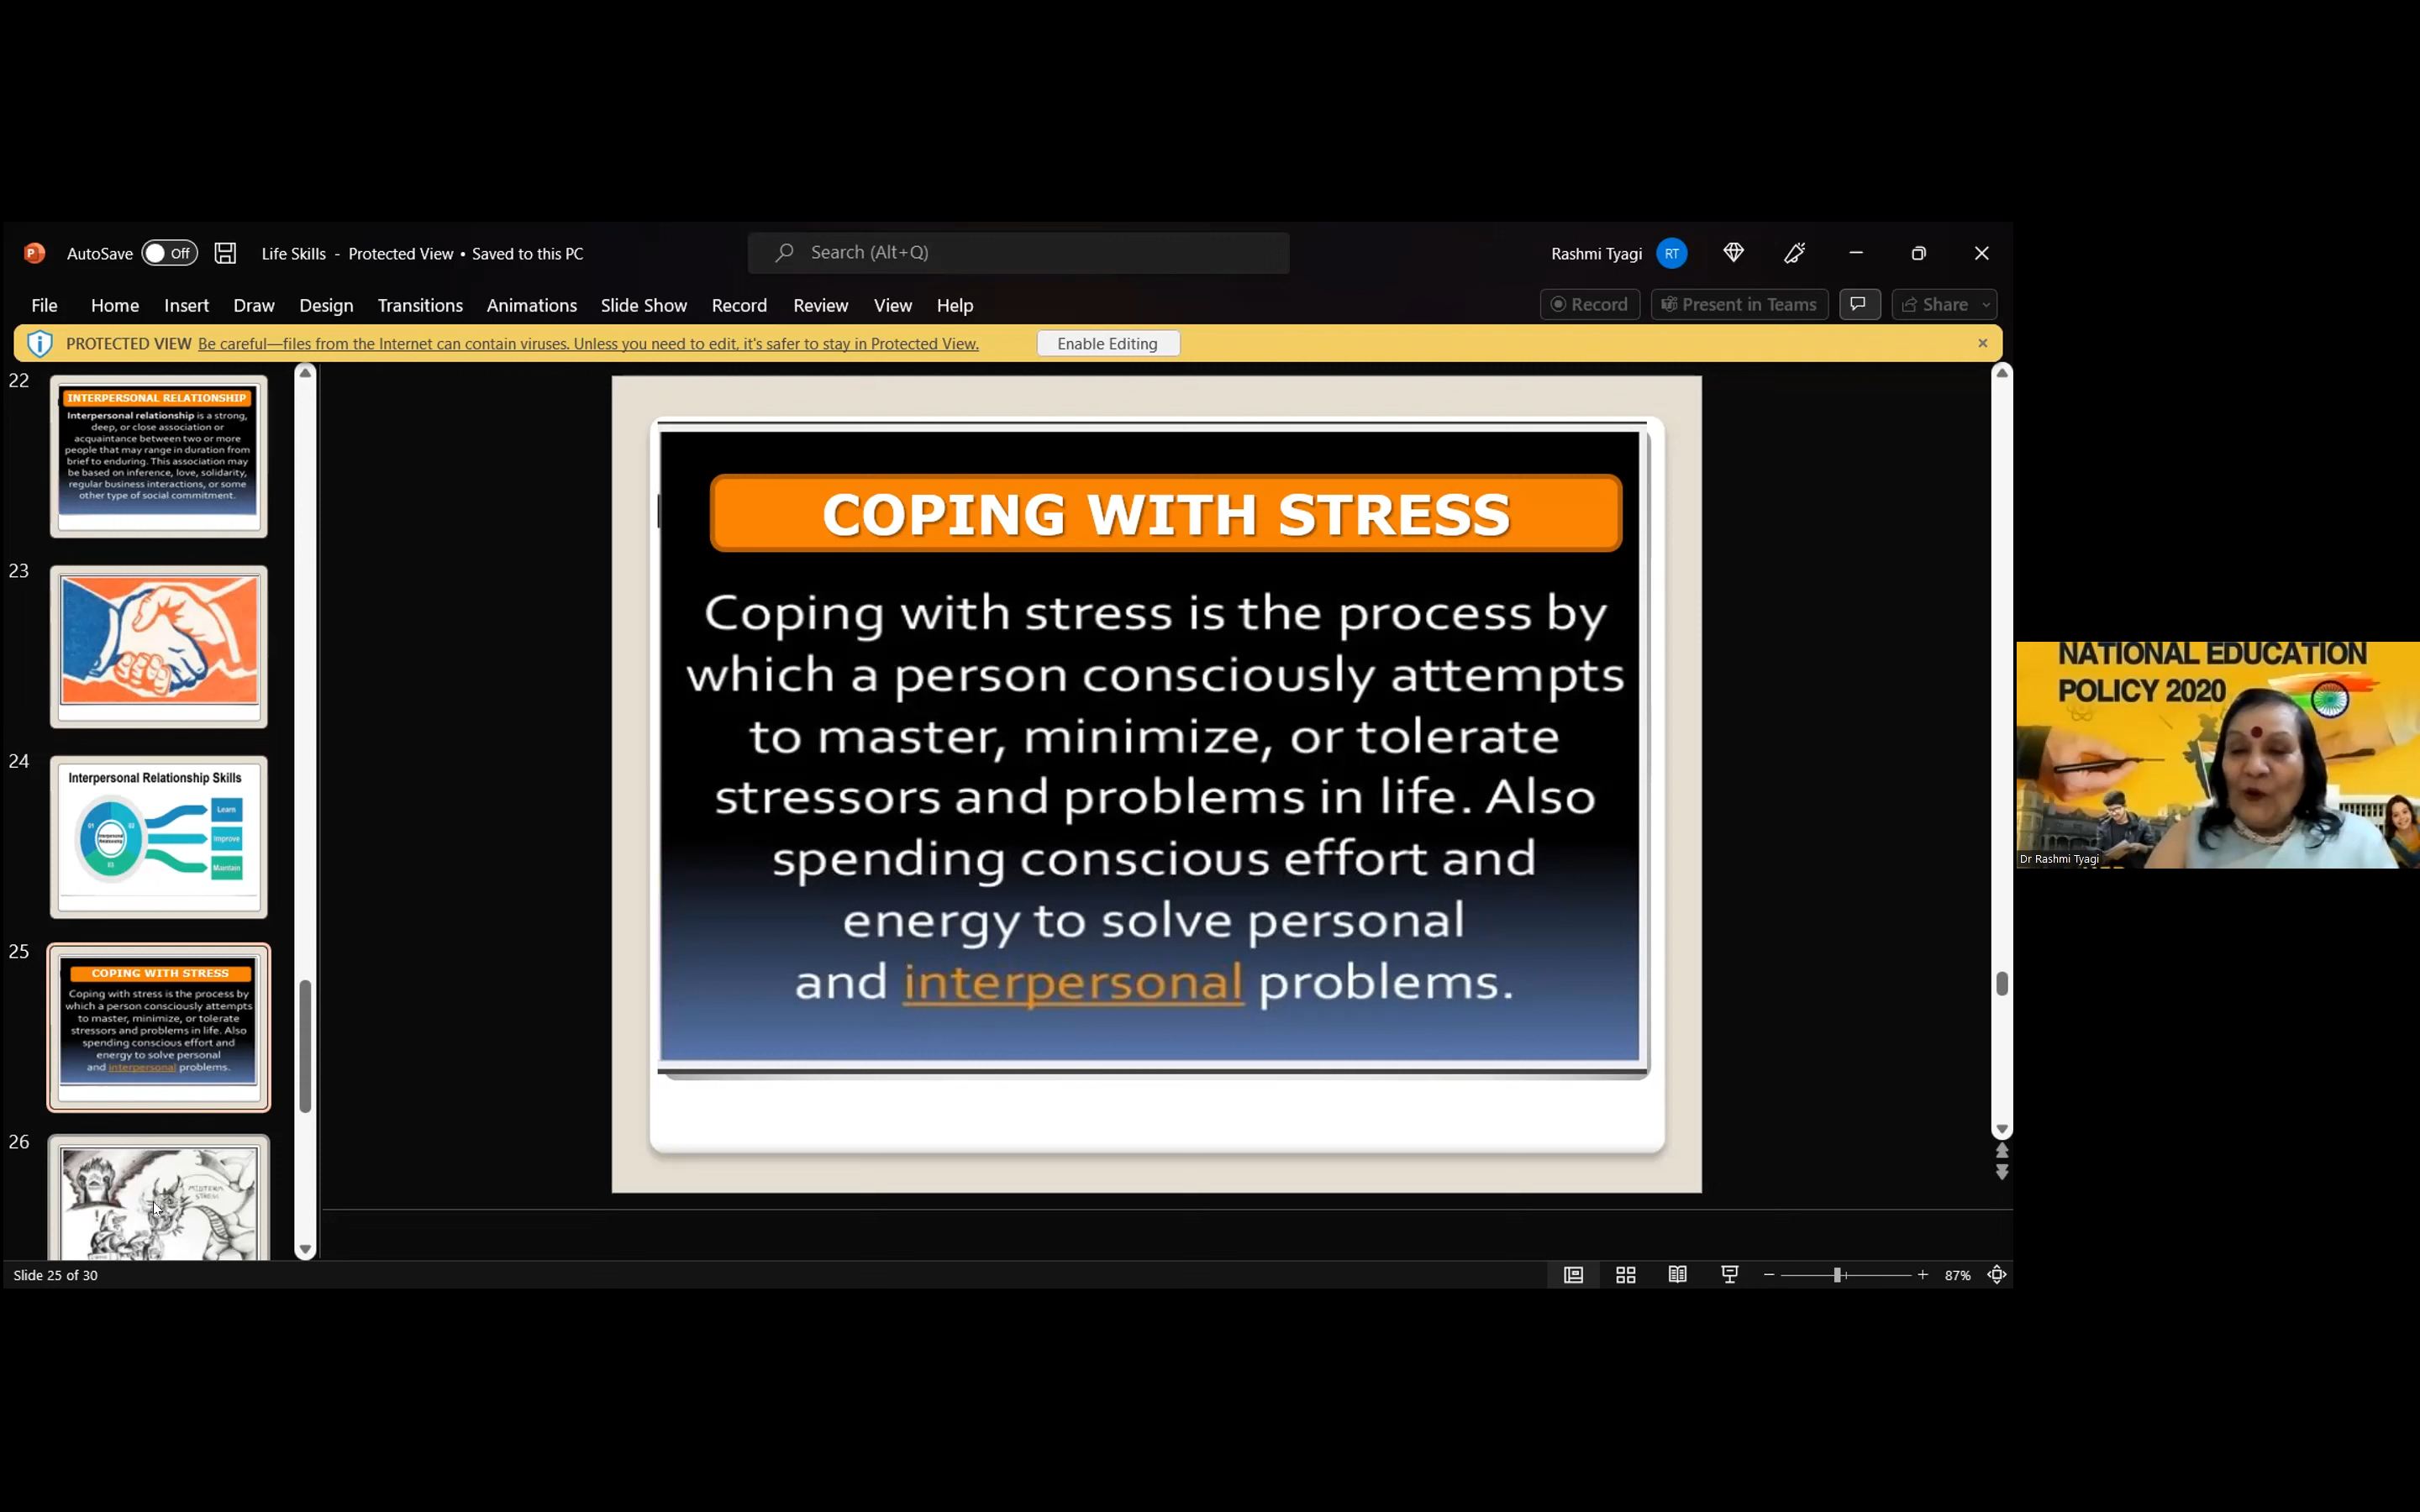 AutoSave Off Life Skills - Protected View • Saved to this PC Search (Alt+Q) Rashmi Tyagi RT
File Home Insert Draw Design Transitions Animations Slide Show Record Review View Help Record Present in Teams Share
PROTECTED VIEW Be careful—files from the Internet can contain viruses. Unless you need to edit, it's safer to stay in Protected View. Enable Editing
22
INTERPERSONAL RELATIONSHIP
Interpersonal relationship is a strong,
deep, or close association or
acquaintance between two or more
people that may range in duration from
brief to enduring. This association may
be based on inference, love, solidarity,
regular business interactions, or some
other type of social commitment.
23
24
Interpersonal Relationship Skills
01
02
03
Learn
Improve
Maintain
25
COPING WITH STRESS
Coping with stress is the process by
which a person consciously attempts
to master, minimize, or tolerate
stressors and problems in life. Also
spending conscious effort and
energy to solve personal
and interpersonal problems.
26
MIDTERM
STRESS
COPING WITH STRESS
Coping with stress is the process by
which a person consciously attempts
to master, minimize, or tolerate
stressors and problems in life. Also
spending conscious effort and
energy to solve personal
and interpersonal problems.
NATIONAL EDUCATION
POLICY 2020
Dr Rashmi Tyagi
Slide 25 of 30
87%